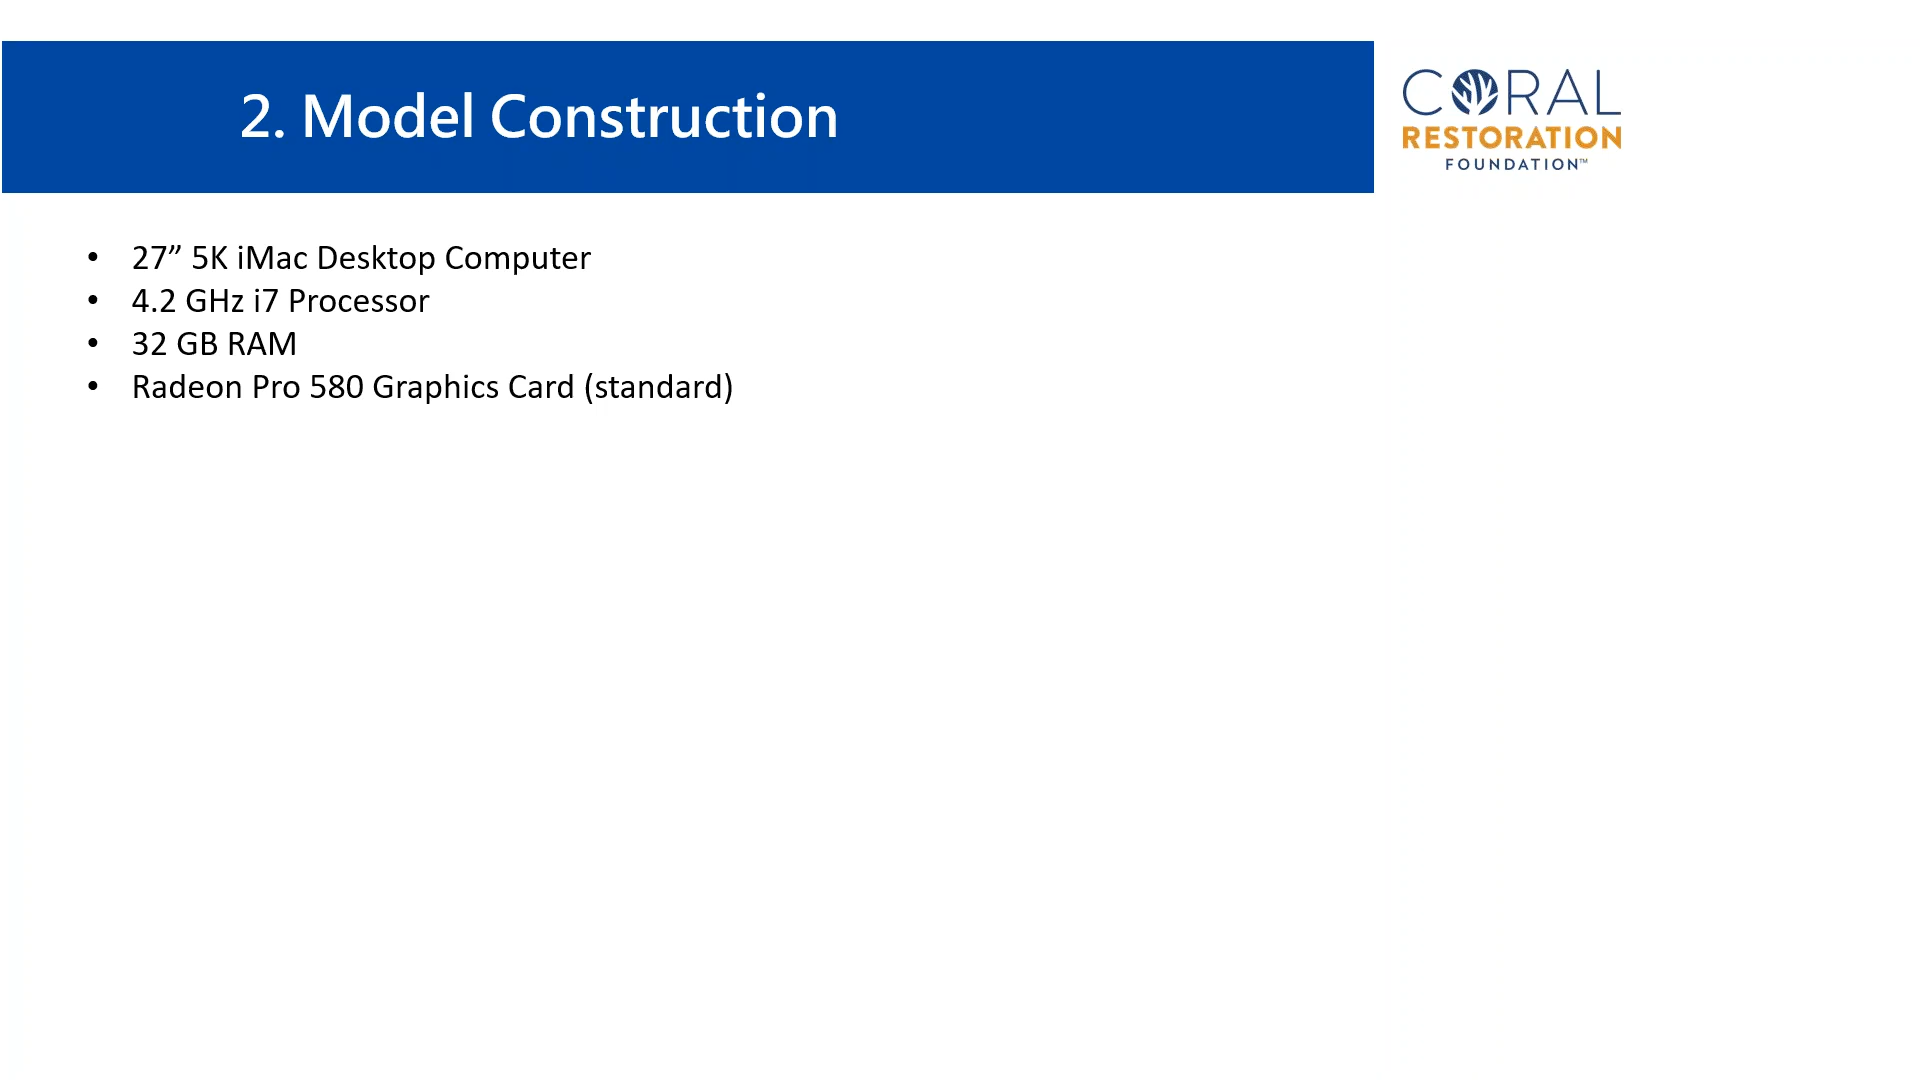 2. Model Construction
CORAL
RESTORATION
FOUNDATION™
• 27” 5K iMac Desktop Computer
• 4.2 GHz i7 Processor
• 32 GB RAM
• Radeon Pro 580 Graphics Card (standard)